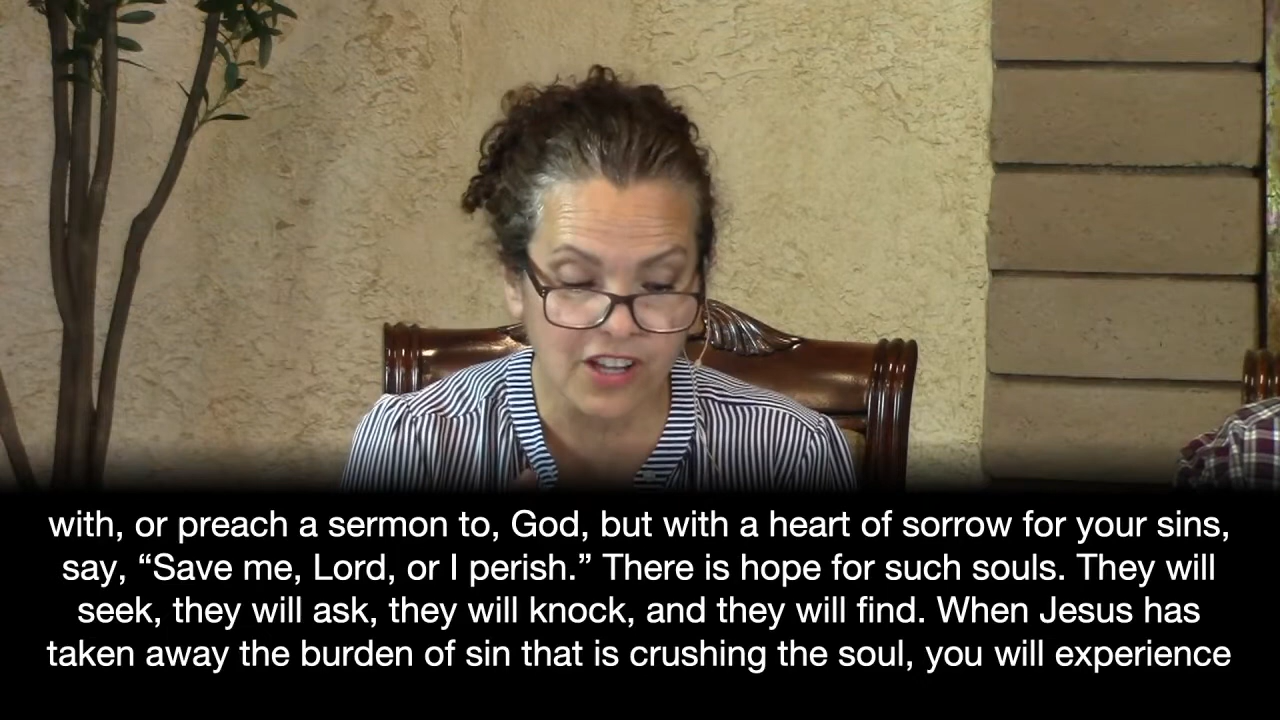 with, or preach a sermon to, God, but with a heart of sorrow for your sins,
say, “Save me, Lord, or I perish.” There is hope for such souls. They will
seek, they will ask, they will knock, and they will find. When Jesus has
taken away the burden of sin that is crushing the soul, you will experience